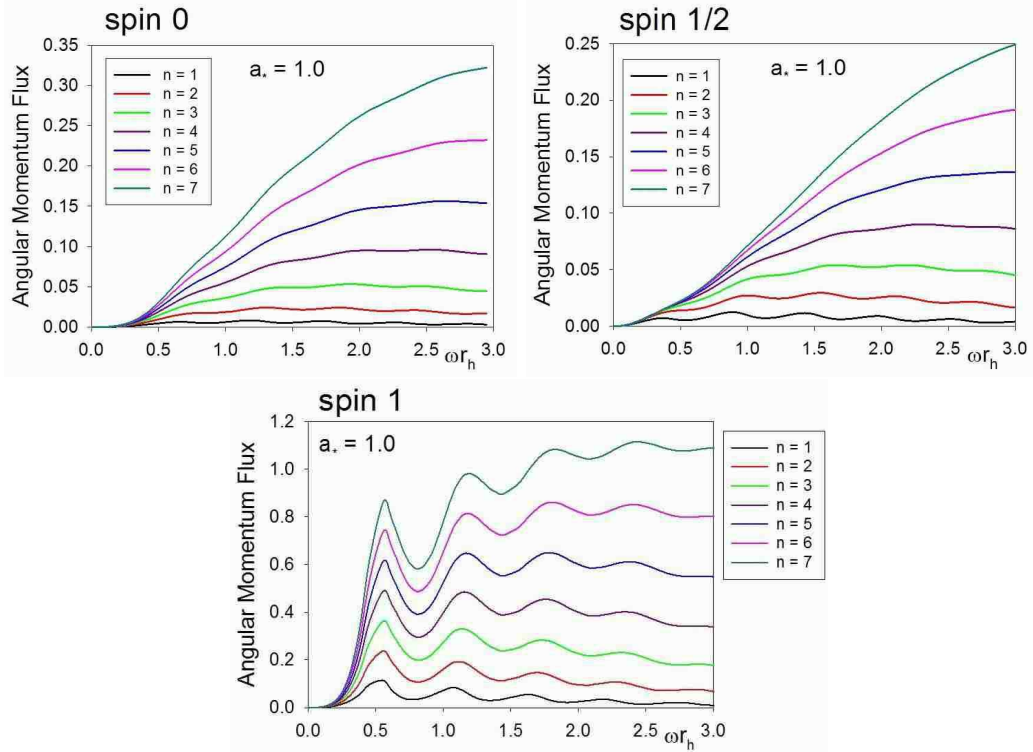 spin 0
Angular Momentum Flux
0.35
0.30
0.25
0.20
0.15
0.10
0.05
0.00
n = 1
n = 2
n = 3
n = 4
n = 5
n = 6
n = 7
a* = 1.0
0.0 0.5 1.0 1.5 2.0 2.5 3.0
ωrh
spin 1/2
Angular Momentum Flux
0.25
0.20
0.15
0.10
0.05
0.00
n = 1
n = 2
n = 3
n = 4
n = 5
n = 6
n = 7
a* = 1.0
0.0 0.5 1.0 1.5 2.0 2.5 3.0
ωrh
spin 1
Angular Momentum Flux
1.2
1.0
0.8
0.6
0.4
0.2
0.0
a* = 1.0
n = 1
n = 2
n = 3
n = 4
n = 5
n = 6
n = 7
0.0 0.5 1.0 1.5 2.0 2.5 3.0
ωrh